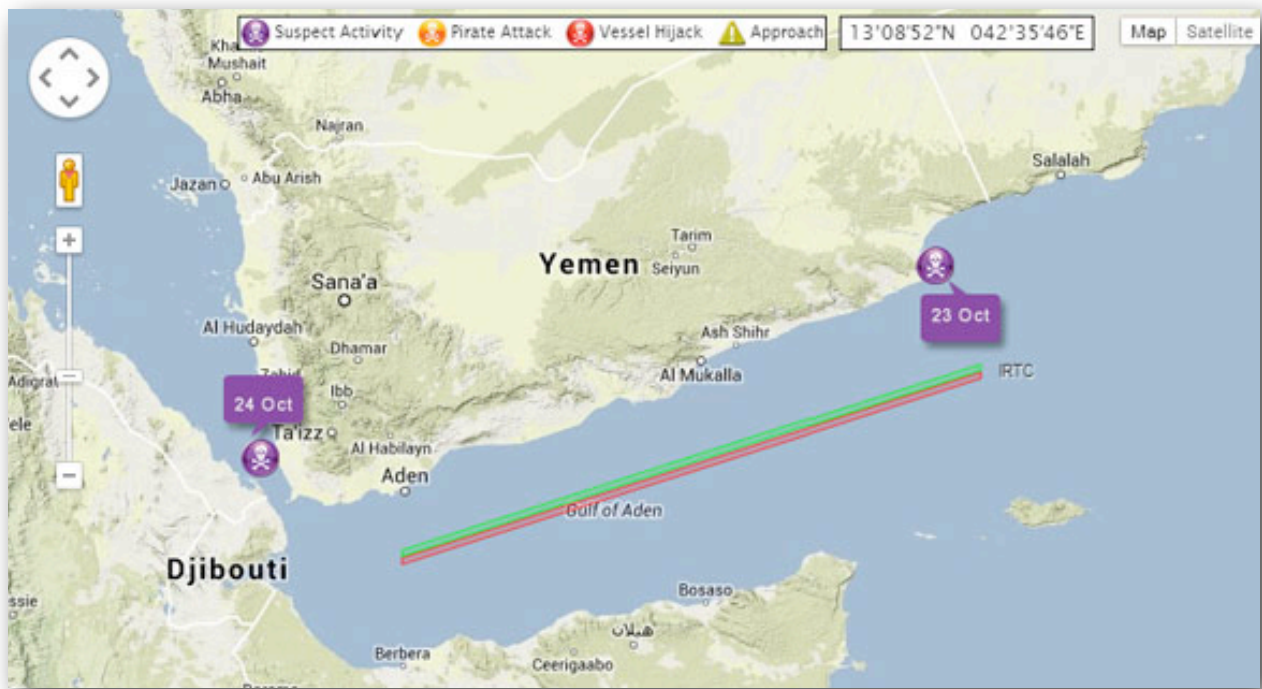 Suspect Activity Pirate Attack Vessel Hijack Approach
13°08'52"N 042°35'46"E
Map Satellite
Mushait
Abha
Najran
Jazan
Abu Arish
Salalah
Tarim
Yemen
Seiyun
Sana'a
23 Oct
Al Hudaydah
Ash Shihr
Dhamar
Al Mukalla
IRTC
Adigrat
Ibb
24 Oct
Ta'izz
Al Habilayn
Aden
Gulf of Aden
Djibouti
Bosaso
هيلان
Berbera
Ceerigaabo